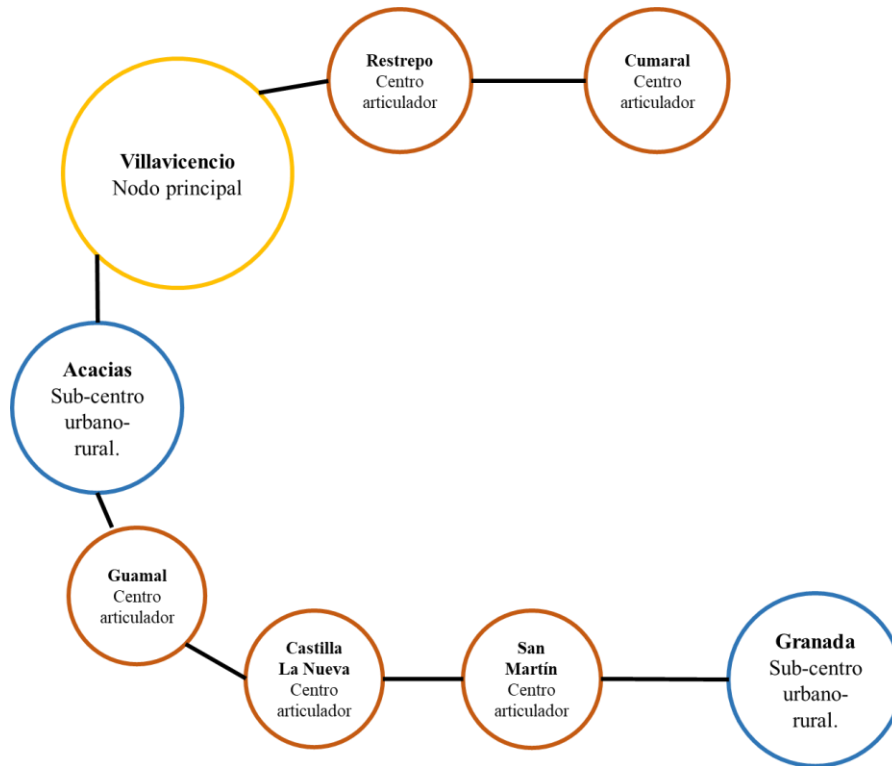 Restrepo
Centro
articulador
Cumaral
Centro
articulador
Villavicencio
Nodo principal
Acacias
Sub-centro
urbano-
rural.
Guamal
Centro
articulador
Castilla
La Nueva
Centro
articulador
San
Martín
Centro
articulador
Granada
Sub-centro
urbano-
rural.